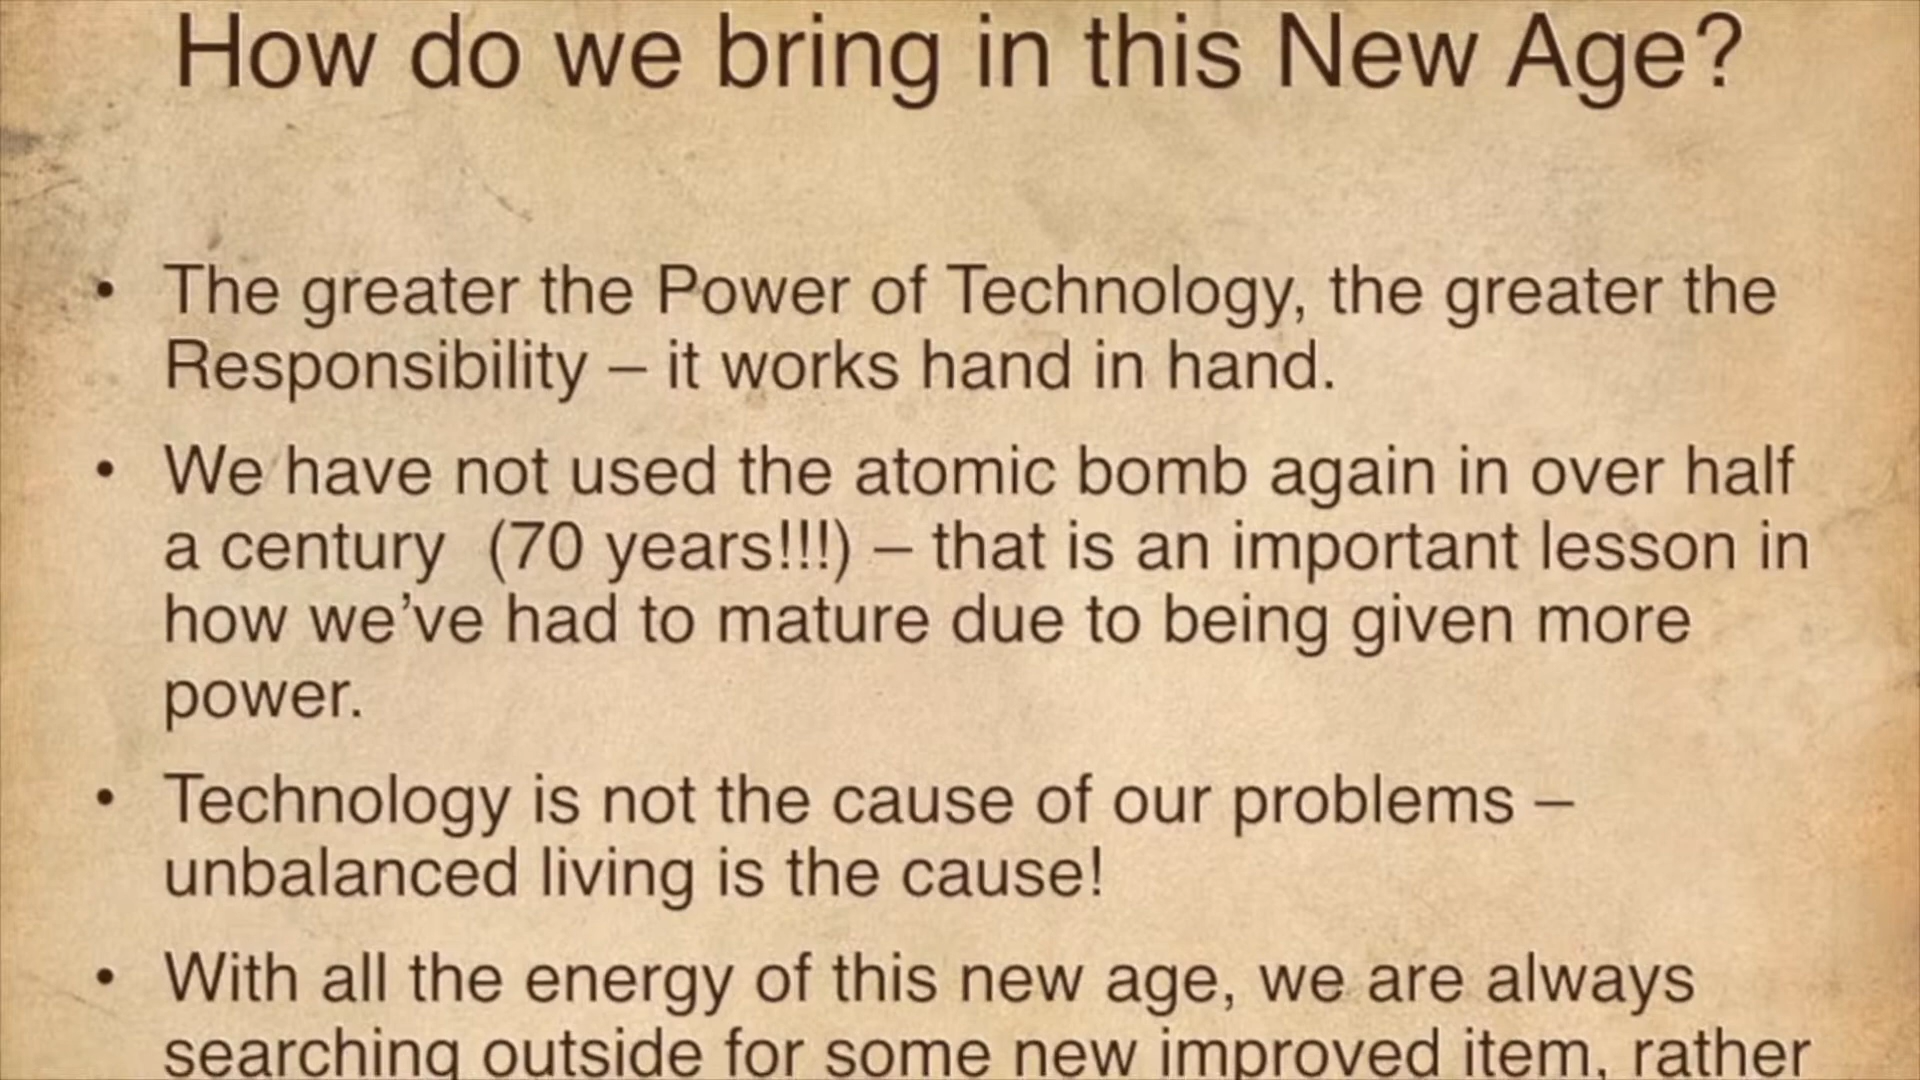 How do we bring in this New Age?
• The greater the Power of Technology, the greater the
Responsibility – it works hand in hand.
• We have not used the atomic bomb again in over half
a century (70 years!!!) – that is an important lesson in
how we’ve had to mature due to being given more
power.
• Technology is not the cause of our problems –
unbalanced living is the cause!
• With all the energy of this new age, we are always
searching outside for some new improved item, rather